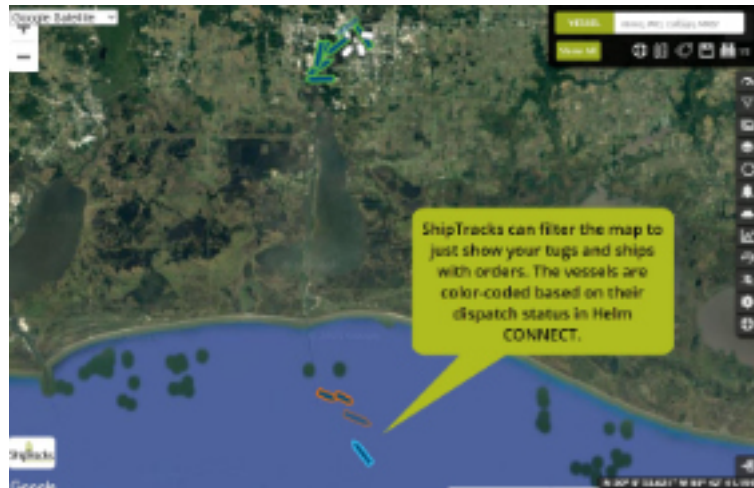 Google Satellite
VESSEL
Show All
ShipTracks can filter the map to
just show your tugs and ships
with orders. The vessels are
color-coded based on their
dispatch status in Helm
CONNECT.
ShipTracks
Google